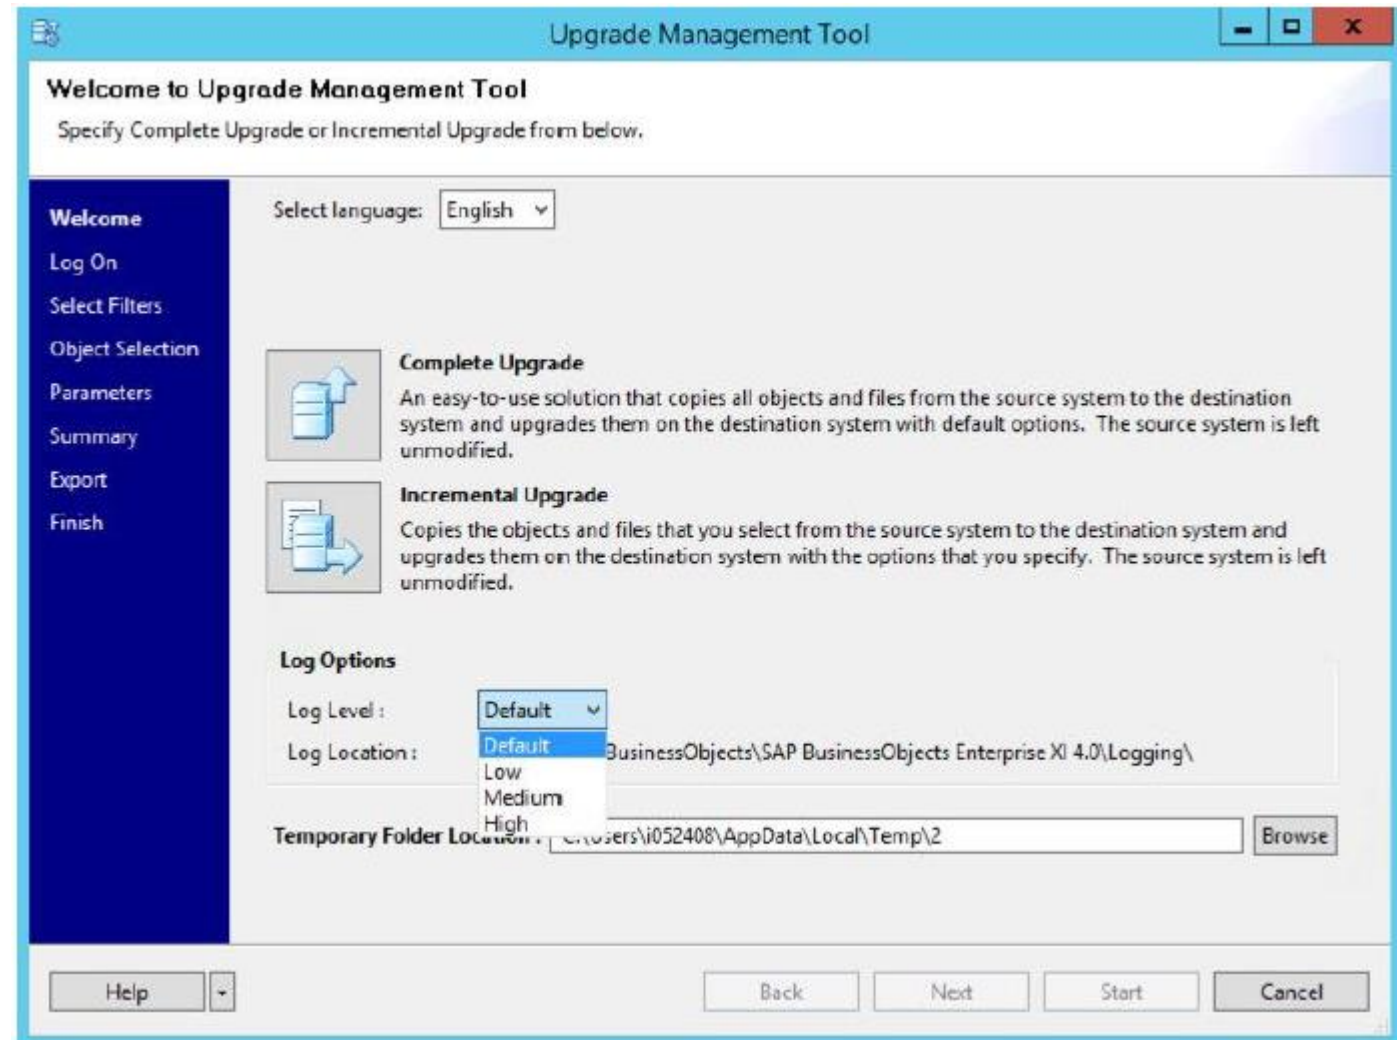 Upgrade Management Tool
Welcome to Upgrade Management Tool
Specify Complete Upgrade or Incremental Upgrade from below.
Welcome
Log On
Select Filters
Object Selection
Parameters
Summary
Export
Finish
Select language: English
Complete Upgrade
An easy-to-use solution that copies all objects and files from the source system to the destination
system and upgrades them on the destination system with default options. The source system is left
unmodified.
Incremental Upgrade
Copies the objects and files that you select from the source system to the destination system and
upgrades them on the destination system with the options that you specify. The source system is left
unmodified.
Log Options
Log Level : Default
Default
Low
Medium
High
Log Location : BusinessObjects\SAP BusinessObjects Enterprise XI 4.0\Logging\
Temporary Folder Location : C:\Users\i052408\AppData\Local\Temp\2
Browse
Help
Back
Next
Start
Cancel